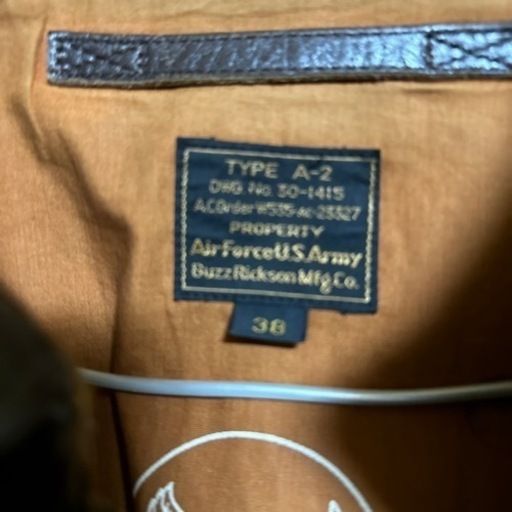 TYPE A-2
DWG. No. 30-1415
A.C.Order W535-ac-23327
PROPERTY
Air Force U.S. Army
Buzz Rickson Mfg Co.
38